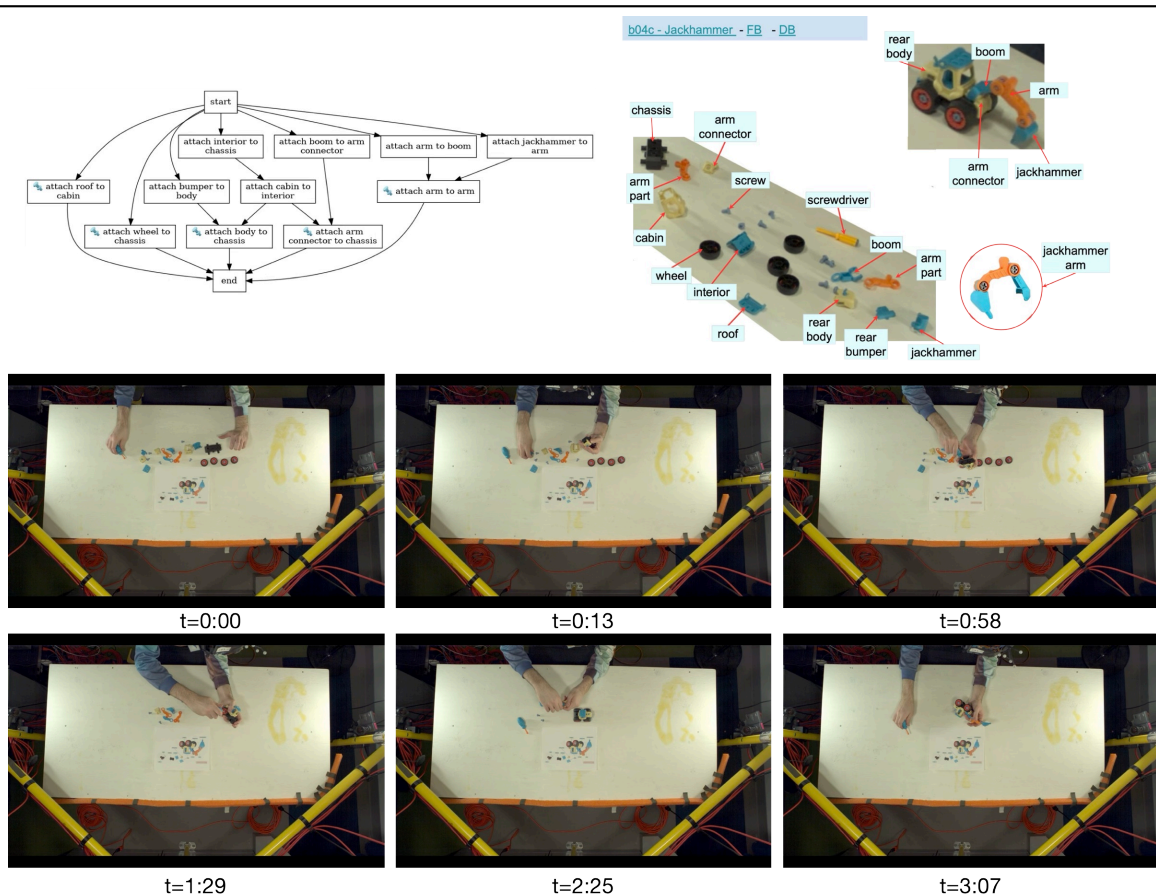 b04c - Jackhammer - FB - DB
start
attach interior to
chassis
attach boom to arm
connector
attach arm to boom
attach jackhammer to
arm
attach roof to
cabin
attach bumper to
body
attach cabin to
interior
attach arm to arm
attach wheel to
chassis
attach body to
chassis
attach arm
connector to chassis
end
rear
body
boom
arm
arm
connector
jackhammer
chassis
arm
connector
arm
part
screw
screwdriver
cabin
wheel
interior
boom
arm
part
jackhammer
arm
roof
rear
body
rear
bumper
jackhammer
t=0:00
t=0:13
t=0:58
t=1:29
t=2:25
t=3:07